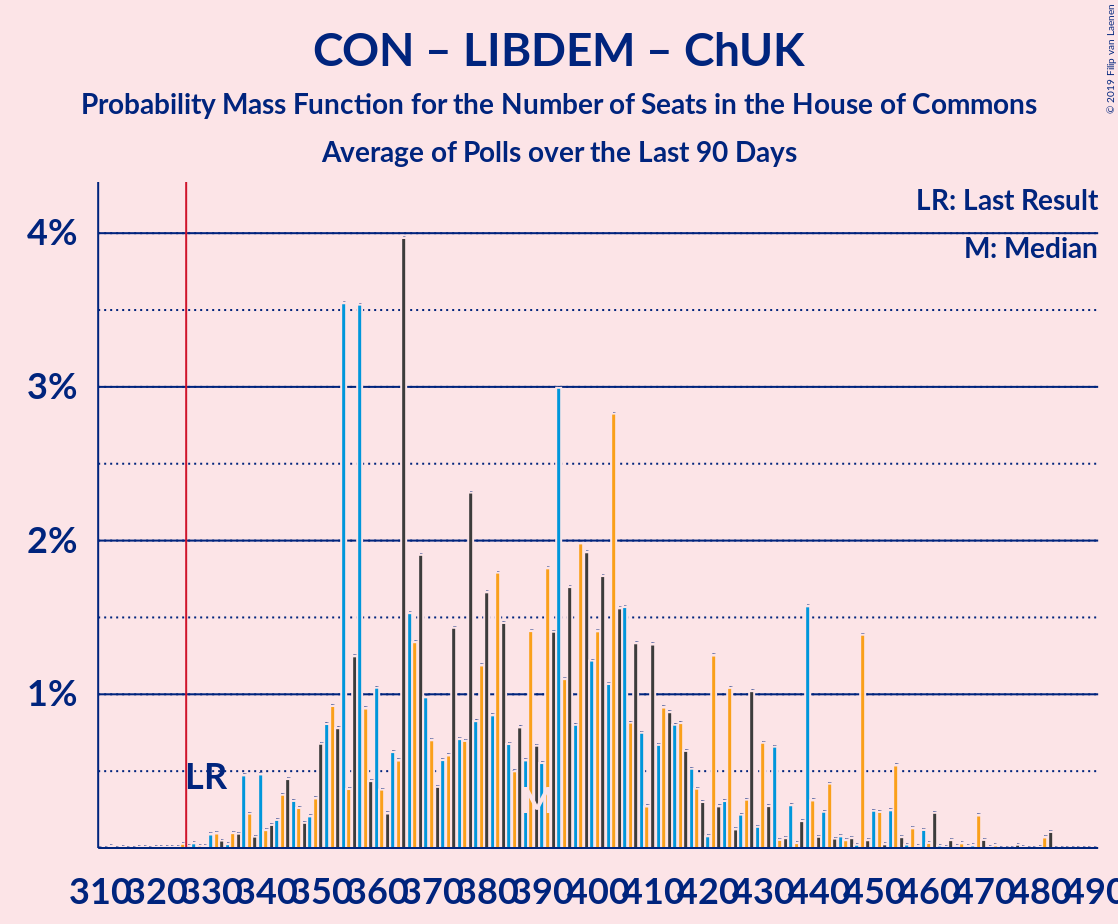 CON – LIBDEM – ChUK
Probability Mass Function for the Number of Seats in the House of Commons
Average of Polls over the Last 90 Days
© 2019 Filip van Laenen
LR: Last Result
M: Median
4%
3%
2%
1%
LR
M
310 320 330 340 350 360 370 380 390 400 410 420 430 440 450 460 470 480 490